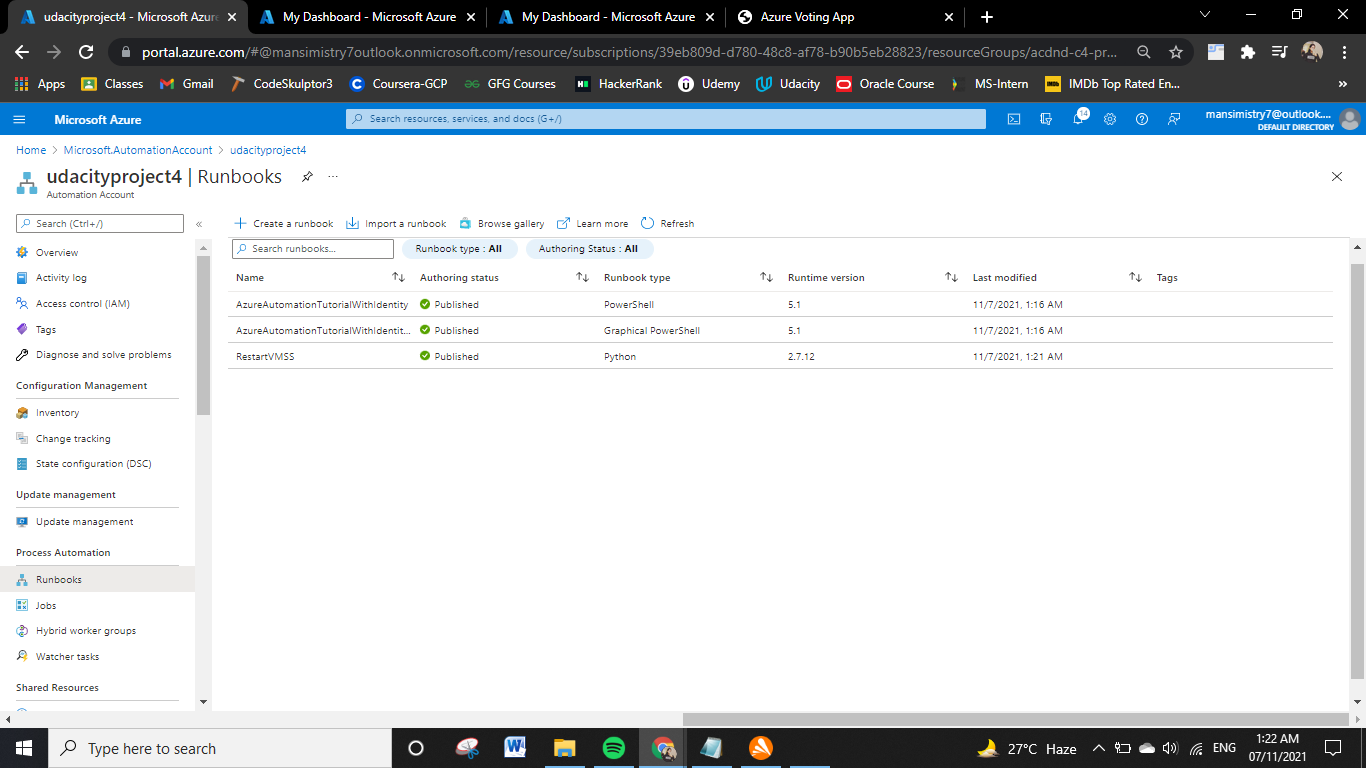 udacityproject4 - Microsoft Azure
My Dashboard - Microsoft Azure
My Dashboard - Microsoft Azure
Azure Voting App
portal.azure.com/#@mansimistry7outlook.onmicrosoft.com/resource/subscriptions/39eb809d-d780-48c8-af78-b90b5eb28823/resourceGroups/acdnd-c4-pr...
Apps Classes Gmail CodeSkulptor3 Coursera-GCP GFG Courses HackerRank Udemy Udacity Oracle Course MS-Intern IMDb Top Rated En... »
Microsoft Azure
Search resources, services, and docs (G+/)
14
mansimistry7@outlook....
DEFAULT DIRECTORY
Home > Microsoft.AutomationAccount > udacityproject4
udacityproject4 | Runbooks ...
Automation Account
Search (Ctrl+/) «
Overview
Activity log
Access control (IAM)
Tags
Diagnose and solve problems
Configuration Management
Inventory
Change tracking
State configuration (DSC)
Update management
Update management
Process Automation
Runbooks
Jobs
Hybrid worker groups
Watcher tasks
Shared Resources
Create a runbook Import a runbook Browse gallery Learn more Refresh
Search runbooks... Runbook type : All Authoring Status : All
Name Authoring status Runbook type Runtime version Last modified Tags
AzureAutomationTutorialWithIdentity Published PowerShell 5.1 11/7/2021, 1:16 AM
AzureAutomationTutorialWithIdentit... Published Graphical PowerShell 5.1 11/7/2021, 1:16 AM
RestartVMSS Published Python 2.7.12 11/7/2021, 1:21 AM
Type here to search
27°C Haze
ENG
1:22 AM
07/11/2021